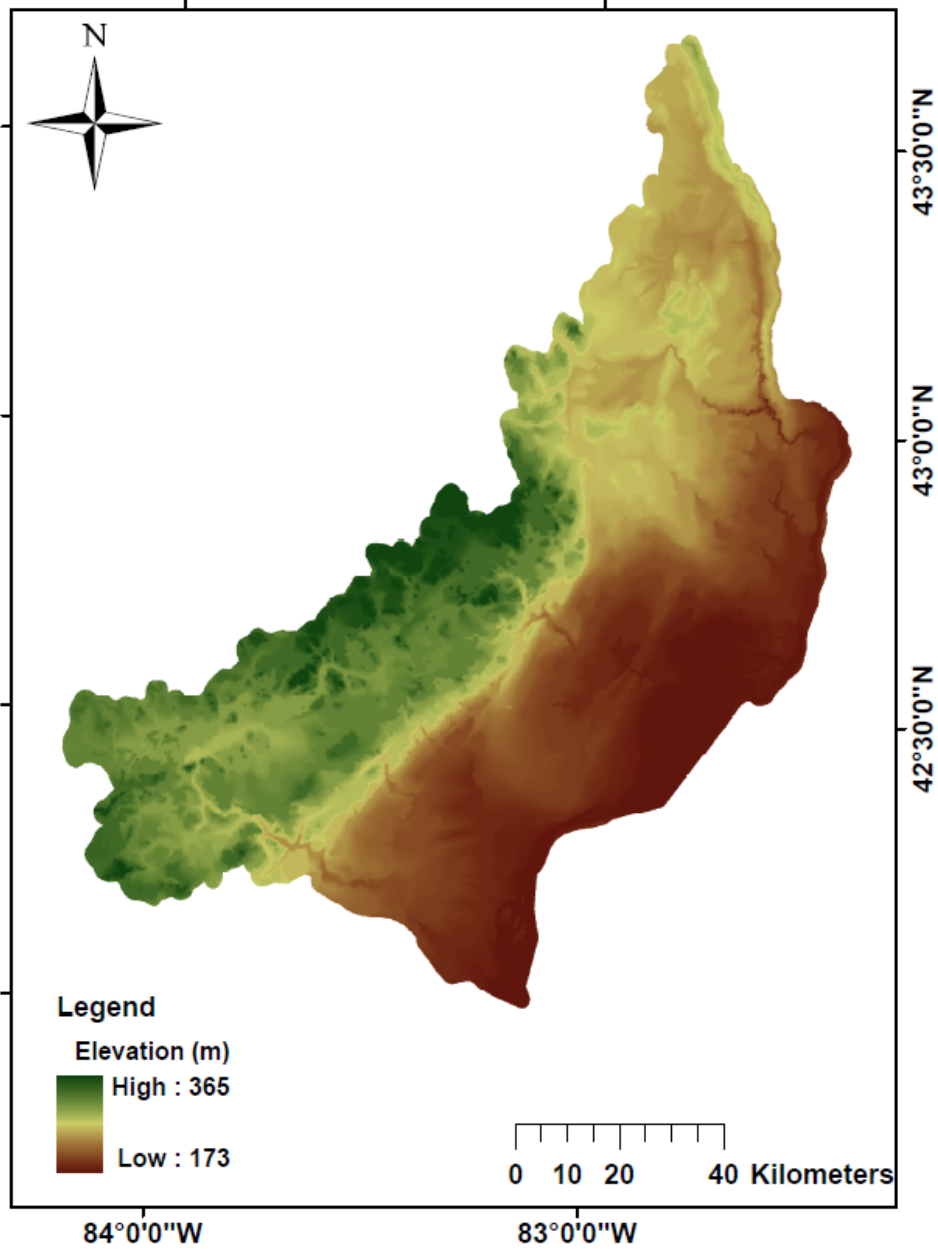 N
43°30'0"N
43°0'0"N
42°30'0"N
Legend
Elevation (m)
High : 365
Low : 173
0 10 20 40 Kilometers
84°0'0"W 83°0'0"W